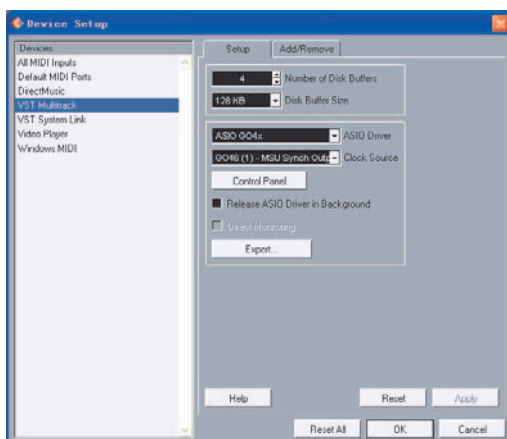 Device Setup
Devices
All MIDI Inputs
Default MIDI Ports
DirectMusic
VST Multitrack
VST System Link
Video Player
Windows MIDI
Setup
Add/Remove
4 Number of Disk Buffers
128 KB Disk Buffer Size
ASIO GO4x ASIO Driver
GO46 (1) - MSU Synch Outp Clock Source
Control Panel
Release ASIO Driver in Background
Direct Monitoring
Expert...
Help
Reset
Apply
Reset All
OK
Cancel